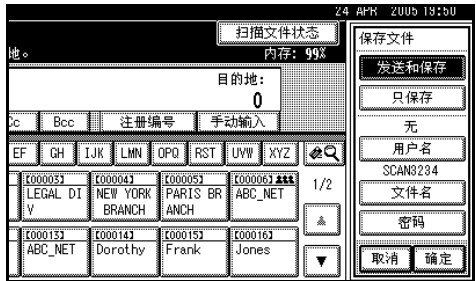 24 APR 2005 19:50
扫描文件状态
地。
内存: 99%
目的地:
0
Cc Bcc 注册编号 手动输入
EF GH IJK LMN OPQ RST UVW XYZ
[00003] [00004] [00005] [00006]
LEGAL DI NEW YORK PARIS BR ABC_NET
V BRANCH ANCH
1/2
[00013] [00014] [00015] [00016]
ABC_NET Dorothy Frank Jones
保存文件
发送和保存
只保存
无
用户名
SCAN3234
文件名
密码
取消 确定